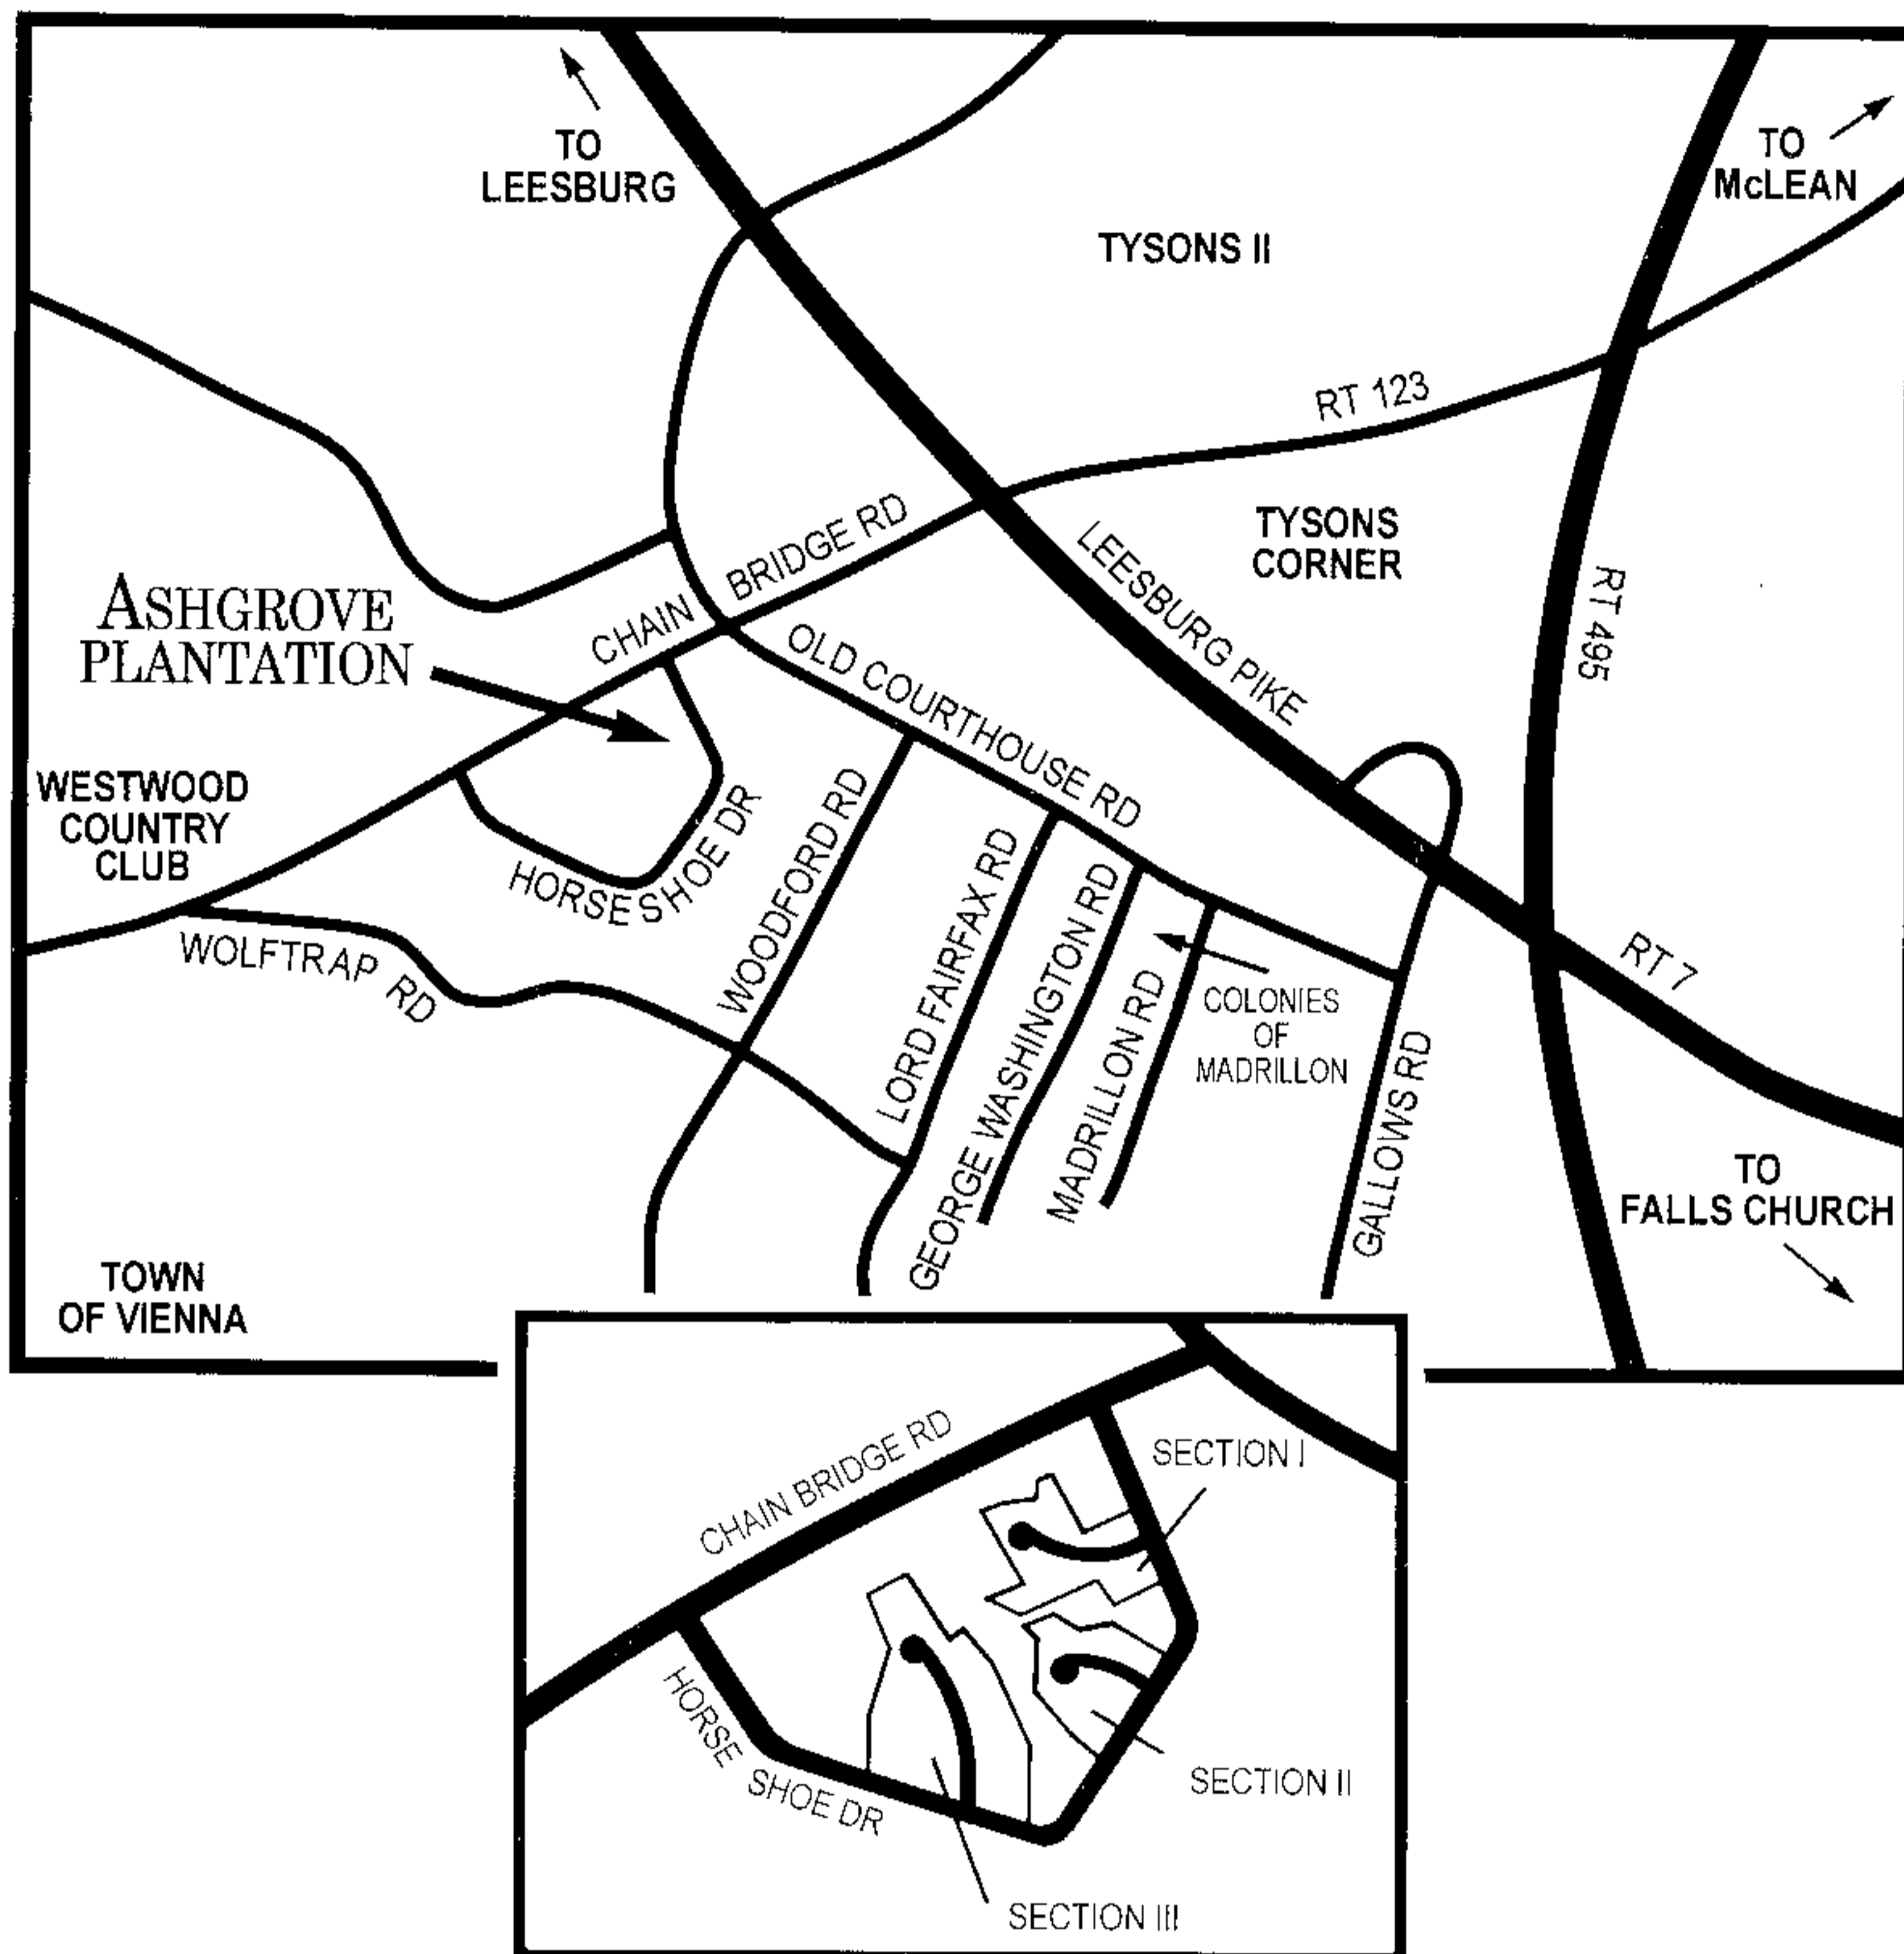 TO
LEESBURG
TO
McLEAN
TYSONS II
RT 123
TYSONS
CORNER
CHAIN BRIDGE RD
LEESBURG PIKE
RT 495
ASHGROVE
PLANTATION
OLD COURTHOUSE RD
WESTWOOD
COUNTRY
CLUB
HORSE SHOE DR
WOODFORD RD
WOLFTRAP RD
LORD FAIRFAX RD
GEORGE WASHINGTON RD
MADRILLON RD
COLONIES
OF
MADRILLON
RT 7
GALLOWS RD
TO
FALLS CHURCH
TOWN
OF VIENNA
CHAIN BRIDGE RD
SECTION I
HORSE SHOE DR
SECTION II
SECTION III